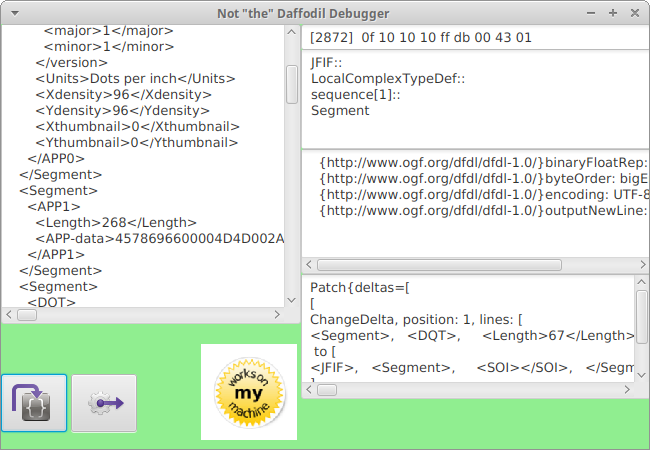 Not "the" Daffodil Debugger
<major>1</major>
<minor>1</minor>
</version>
<Units>Dots per inch</Units>
<Xdensity>96</Xdensity>
<Ydensity>96</Ydensity>
<Xthumbnail>0</Xthumbnail>
<Ythumbnail>0</Ythumbnail>
</APP0>
</Segment>
<Segment>
<APP1>
<Length>268</Length>
<APP-data>4578696600004D4D002A
</APP1>
</Segment>
<Segment>
<DQT>
[2872]  0f 10 10 10 ff db 00 43 01
JFIF::
LocalComplexTypeDef::
sequence[1]::
Segment
{http://www.ogf.org/dfdl/dfdl-1.0/}binaryFloatRep:
{http://www.ogf.org/dfdl/dfdl-1.0/}byteOrder: bigE
{http://www.ogf.org/dfdl/dfdl-1.0/}encoding: UTF-8
{http://www.ogf.org/dfdl/dfdl-1.0/}outputNewLine:
Patch{deltas=[
[
ChangeDelta, position: 1, lines: [
<Segment>,   <DQT>,      <Length>67</Length>
to [
<JFIF>,   <Segment>,      <SOI></SOI>,   </Segm
]
works on
my
machine
{}